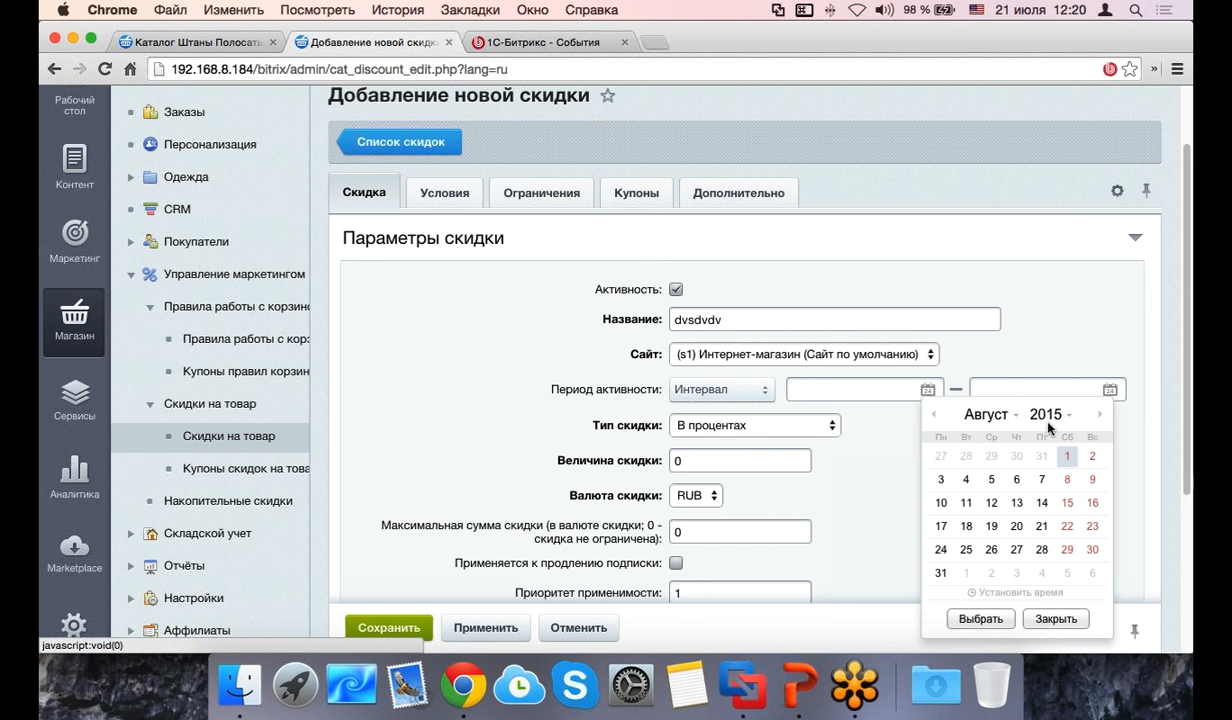 Chrome Файл Изменить Посмотреть История Закладки Окно Справка 98 % 21 июля 12:20
Каталог Штаны Полосаты Добавление новой скидк 1С-Битрикс - События
192.168.8.184/bitrix/admin/cat_discount_edit.php?lang=ru
Рабочий стол
Контент
Маркетинг
Магазин
Сервисы
Аналитика
Marketplace
Заказы
Персонализация
Одежда
CRM
Покупатели
Управление маркетингом
Правила работы с корзино
Правила работы с кор
Купоны правил корзин
Скидки на товар
Скидки на товар
Купоны скидок на това
Накопительные скидки
Складской учет
Отчёты
Настройки
Аффилиаты
javascript:void(0)
Добавление новой скидки
Список скидок
Скидка Условия Ограничения Купоны Дополнительно
Параметры скидки
Активность:
Название: dvsdvdv
Сайт: (s1) Интернет-магазин (Сайт по умолчанию)
Период активности: Интервал 24 — 24
Тип скидки: В процентах
Величина скидки: 0
Валюта скидки: RUB
Максимальная сумма скидки (в валюте скидки; 0 -
скидка не ограничена): 0
Применяется к продлению подписки:
Приоритет применимости: 1
Сохранить Применить Отменить
Август 2015
Пн Вт Ср Чт Пт Сб Вс
27 28 29 30 31 1 2
3 4 5 6 7 8 9
10 11 12 13 14 15 16
17 18 19 20 21 22 23
24 25 26 27 28 29 30
31 1 2 3 4 5 6
Установить время
Выбрать Закрыть